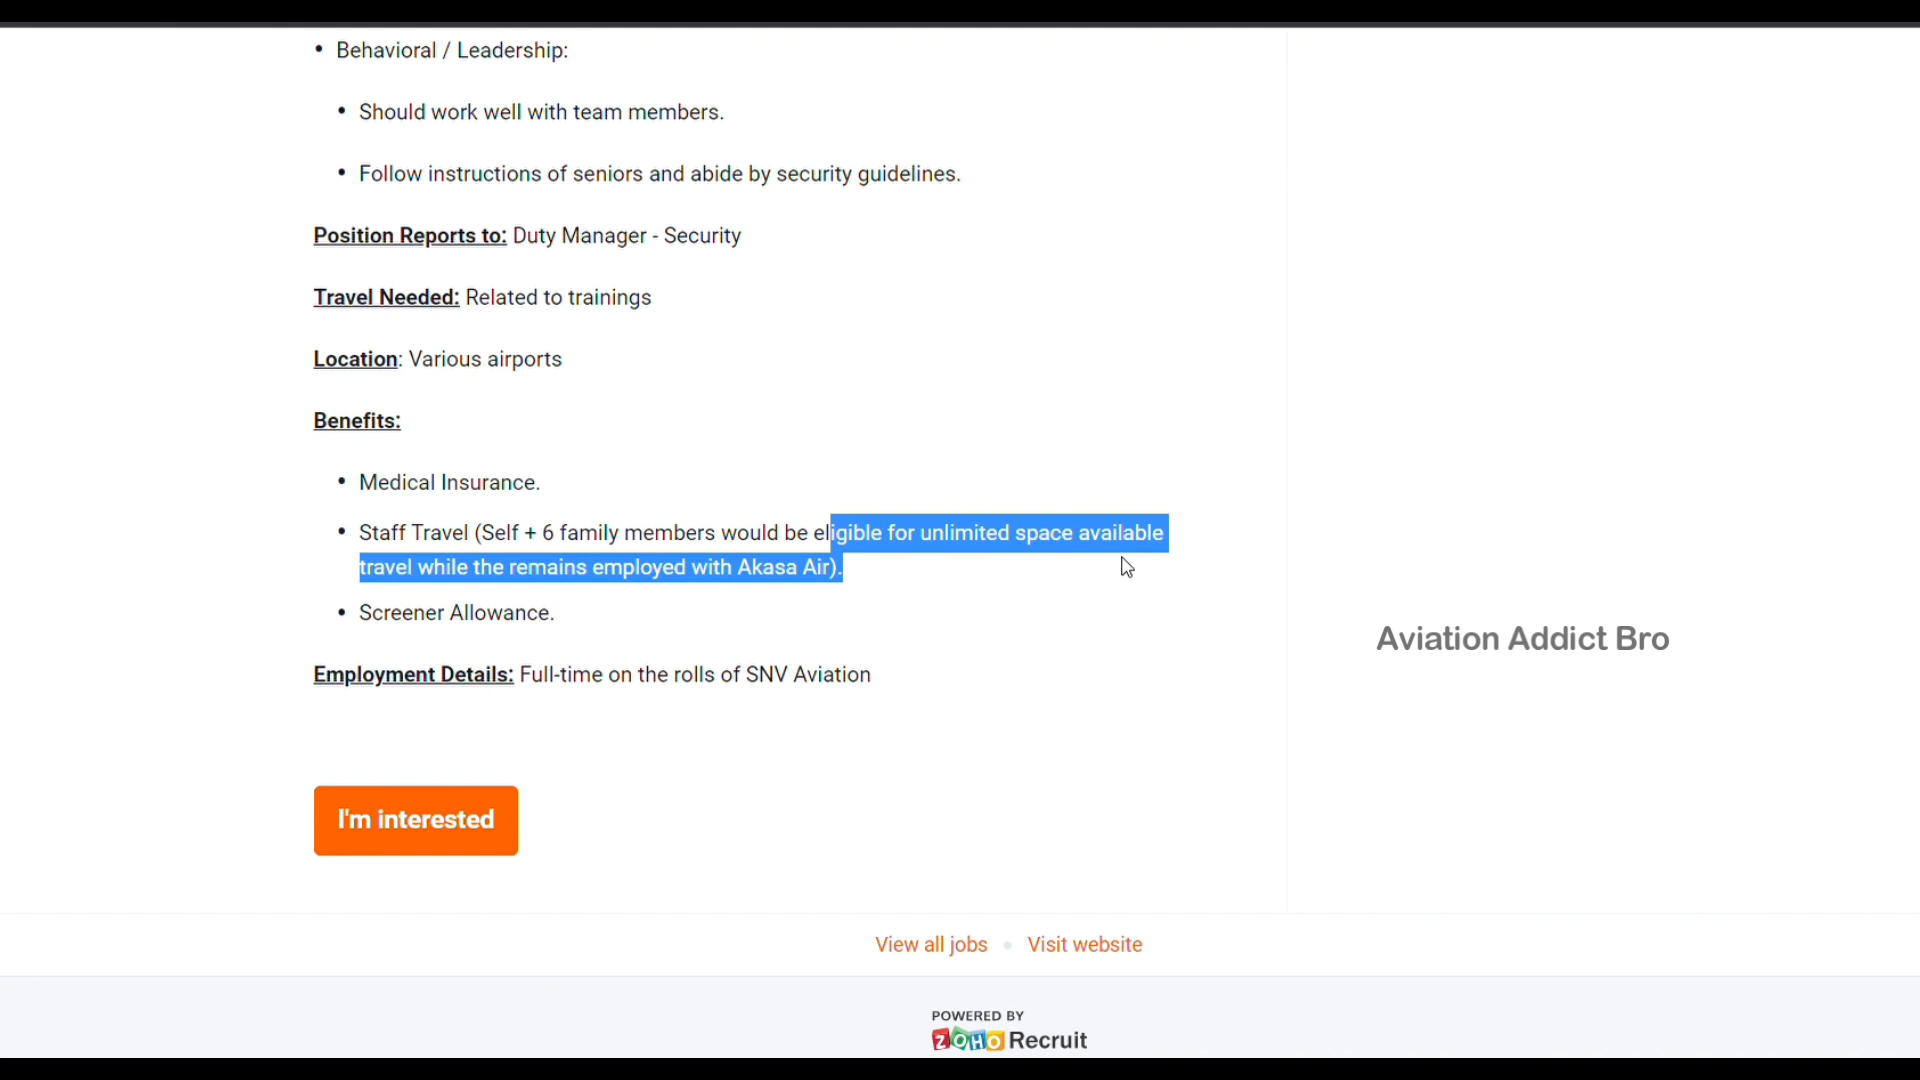 • Behavioral / Leadership:
• Should work well with team members.
• Follow instructions of seniors and abide by security guidelines.
Position Reports to: Duty Manager - Security
Travel Needed: Related to trainings
Location: Various airports
Benefits:
• Medical Insurance.
• Staff Travel (Self + 6 family members would be eligible for unlimited space available
travel while the remains employed with Akasa Air).
• Screener Allowance.
Aviation Addict Bro
Employment Details: Full-time on the rolls of SNV Aviation
I'm interested
View all jobs • Visit website
POWERED BY
ZOHO Recruit